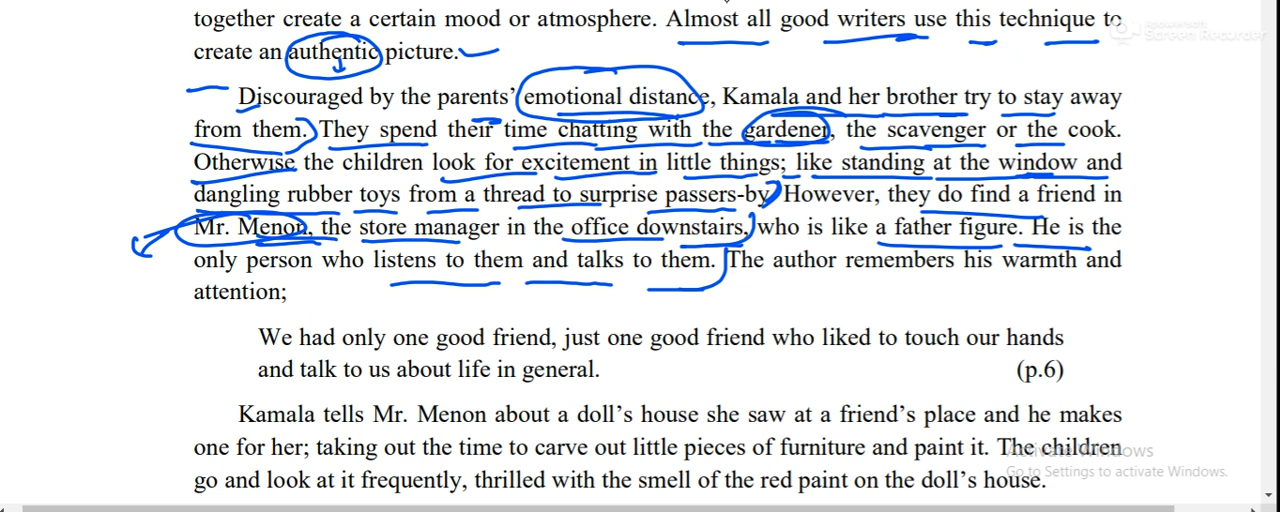 together create a certain mood or atmosphere. Almost all good writers use this technique to
create an authentic picture.
Discouraged by the parents' emotional distance, Kamala and her brother try to stay away
from them. They spend their time chatting with the gardener, the scavenger or the cook.
Otherwise the children look for excitement in little things; like standing at the window and
dangling rubber toys from a thread to surprise passers-by. However, they do find a friend in
Mr. Menon, the store manager in the office downstairs, who is like a father figure. He is the
only person who listens to them and talks to them. The author remembers his warmth and
attention;
We had only one good friend, just one good friend who liked to touch our hands
and talk to us about life in general. (p.6)
Kamala tells Mr. Menon about a doll's house she saw at a friend's place and he makes
one for her; taking out the time to carve out little pieces of furniture and paint it. The children
go and look at it frequently, thrilled with the smell of the red paint on the doll's house.
Activate Windows
Go to Settings to activate Windows.
Screen Recorder